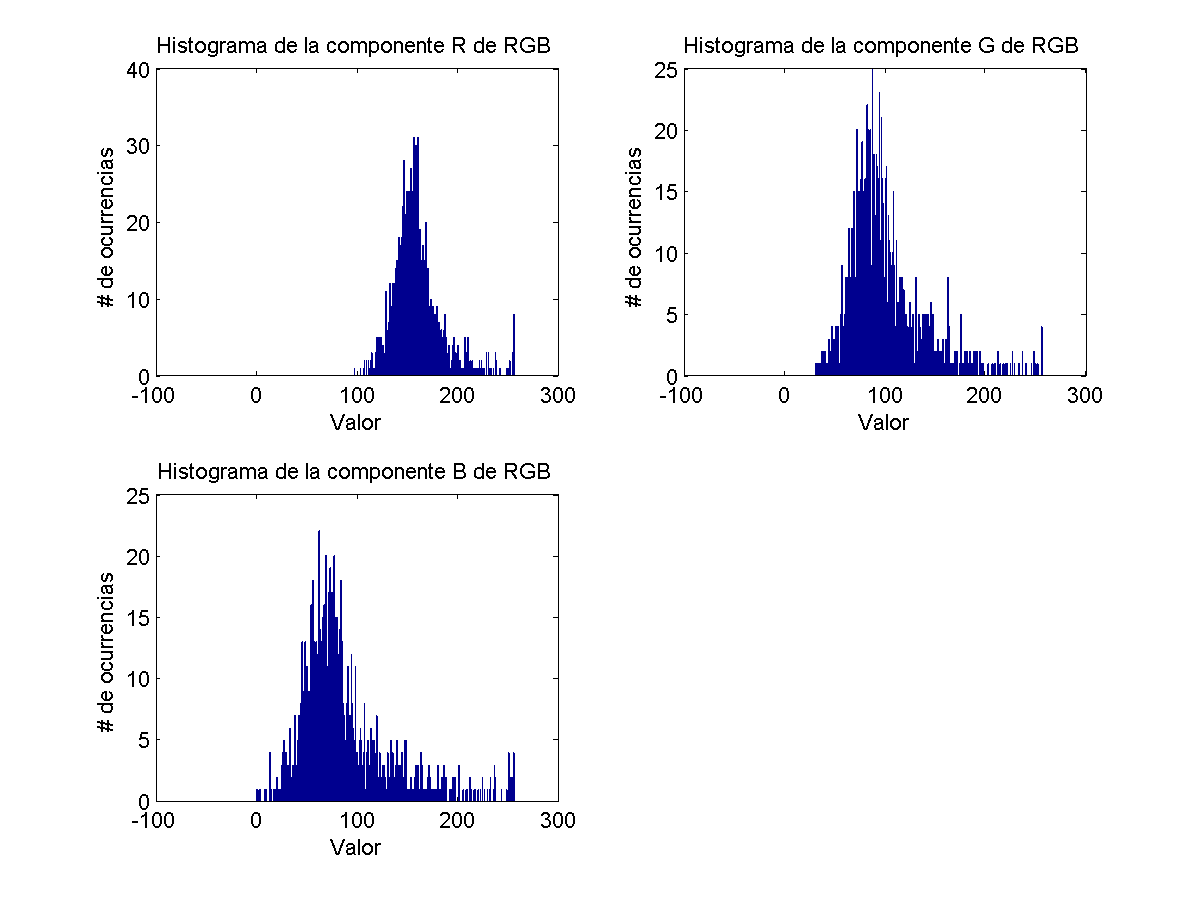 Histograma de la componente R de RGB
40
30
20
10
0
-100 0 100 200 300
# de ocurrencias
Valor
Histograma de la componente G de RGB
25
20
15
10
5
0
-100 0 100 200 300
# de ocurrencias
Valor
Histograma de la componente B de RGB
25
20
15
10
5
0
-100 0 100 200 300
# de ocurrencias
Valor